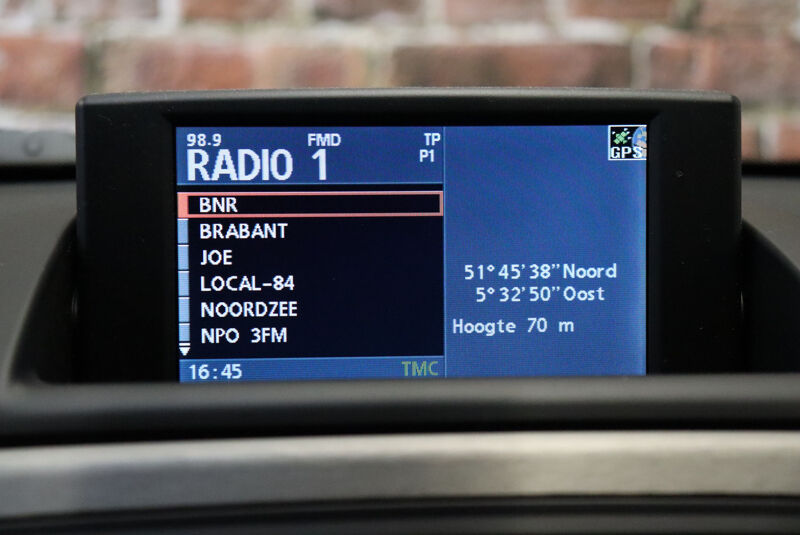 98.9 FMD TP
RADIO 1 P1
BNR
BRABANT
JOE
LOCAL-84
NOORDZEE
NPO 3FM
16:45 TMC
GPS
51°45'38"Noord
5°32'50"Oost
Hoogte 70 m